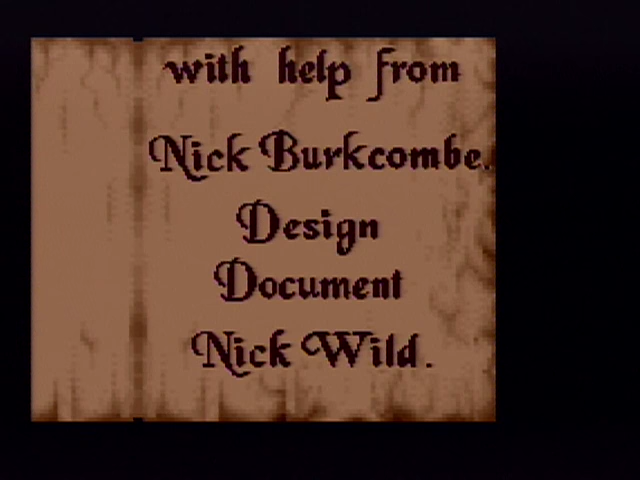 with help from
Nick Burkcombe.
Design
Document
Nick Wild.